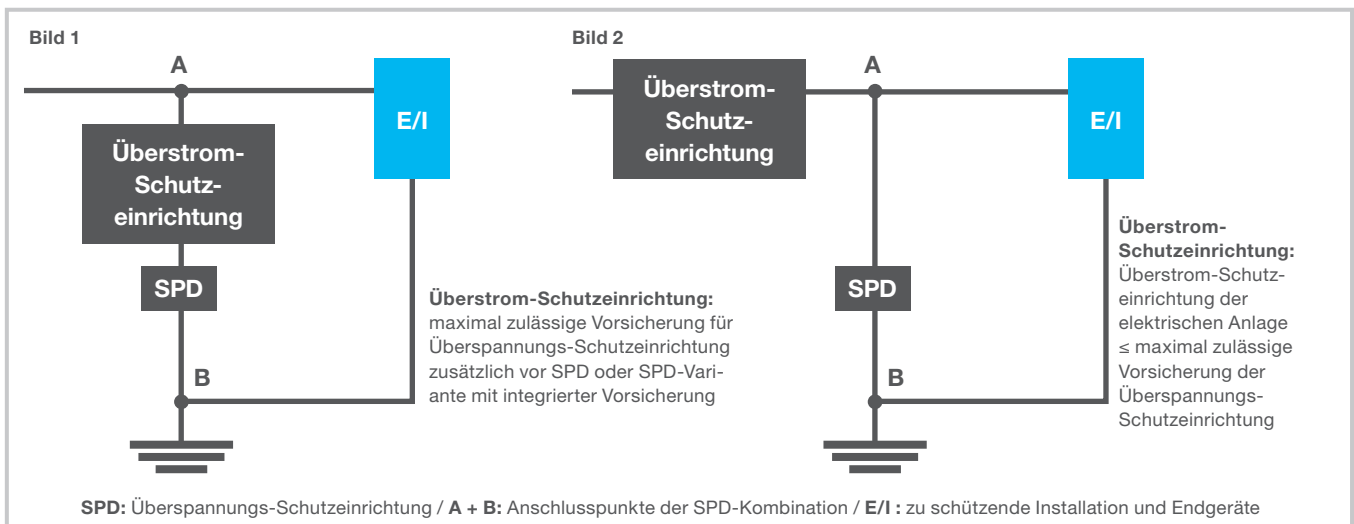 Bild 1
A
E/I
Überstrom-
Schutz-
einrichtung
SPD
B
Überstrom-Schutzeinrichtung:
maximal zulässige Vorsicherung für
Überspannungs-Schutzeinrichtung
zusätzlich vor SPD oder SPD-Vari-
ante mit integrierter Vorsicherung
Bild 2
Überstrom-
Schutz-
einrichtung
A
E/I
SPD
B
Überstrom-
Schutzeinrichtung:
Überstrom-Schutz-
einrichtung der
elektrischen Anlage
≤ maximal zulässige
Vorsicherung der
Überspannungs-
Schutzeinrichtung
SPD: Überspannungs-Schutzeinrichtung / A + B: Anschlusspunkte der SPD-Kombination / E/I : zu schützende Installation und Endgeräte